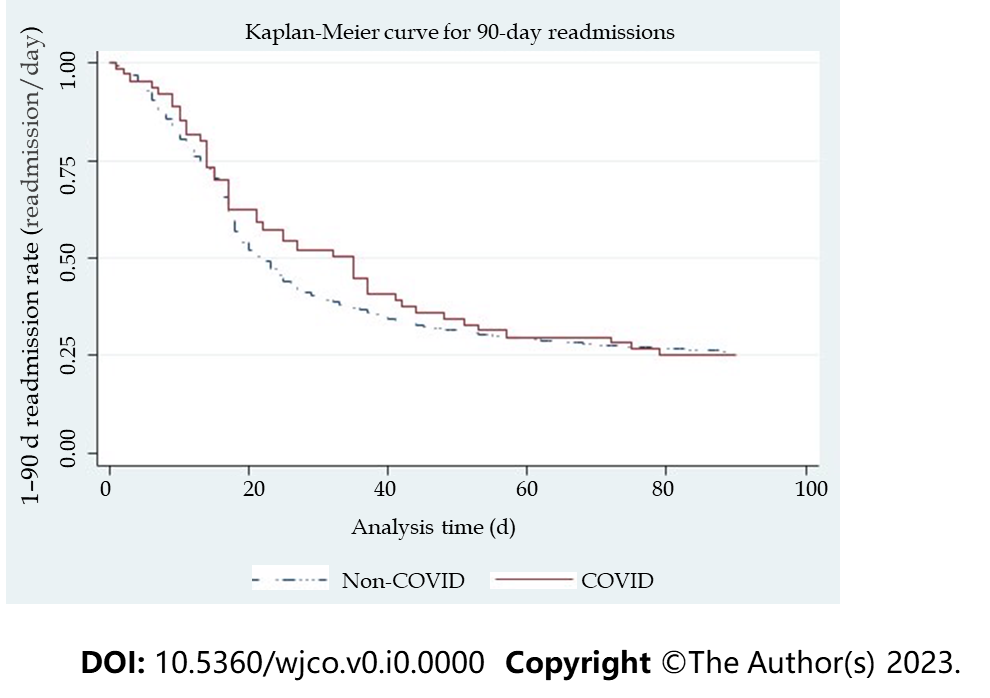 Kaplan-Meier curve for 90-day readmissions
1–90 d readmission rate (readmission/day)
1.00
0.75
0.50
0.25
0.00
0 20 40 60 80 100
Analysis time (d)
Non-COVID COVID
DOI: 10.5360/wjco.v0.i0.0000 Copyright ©The Author(s) 2023.